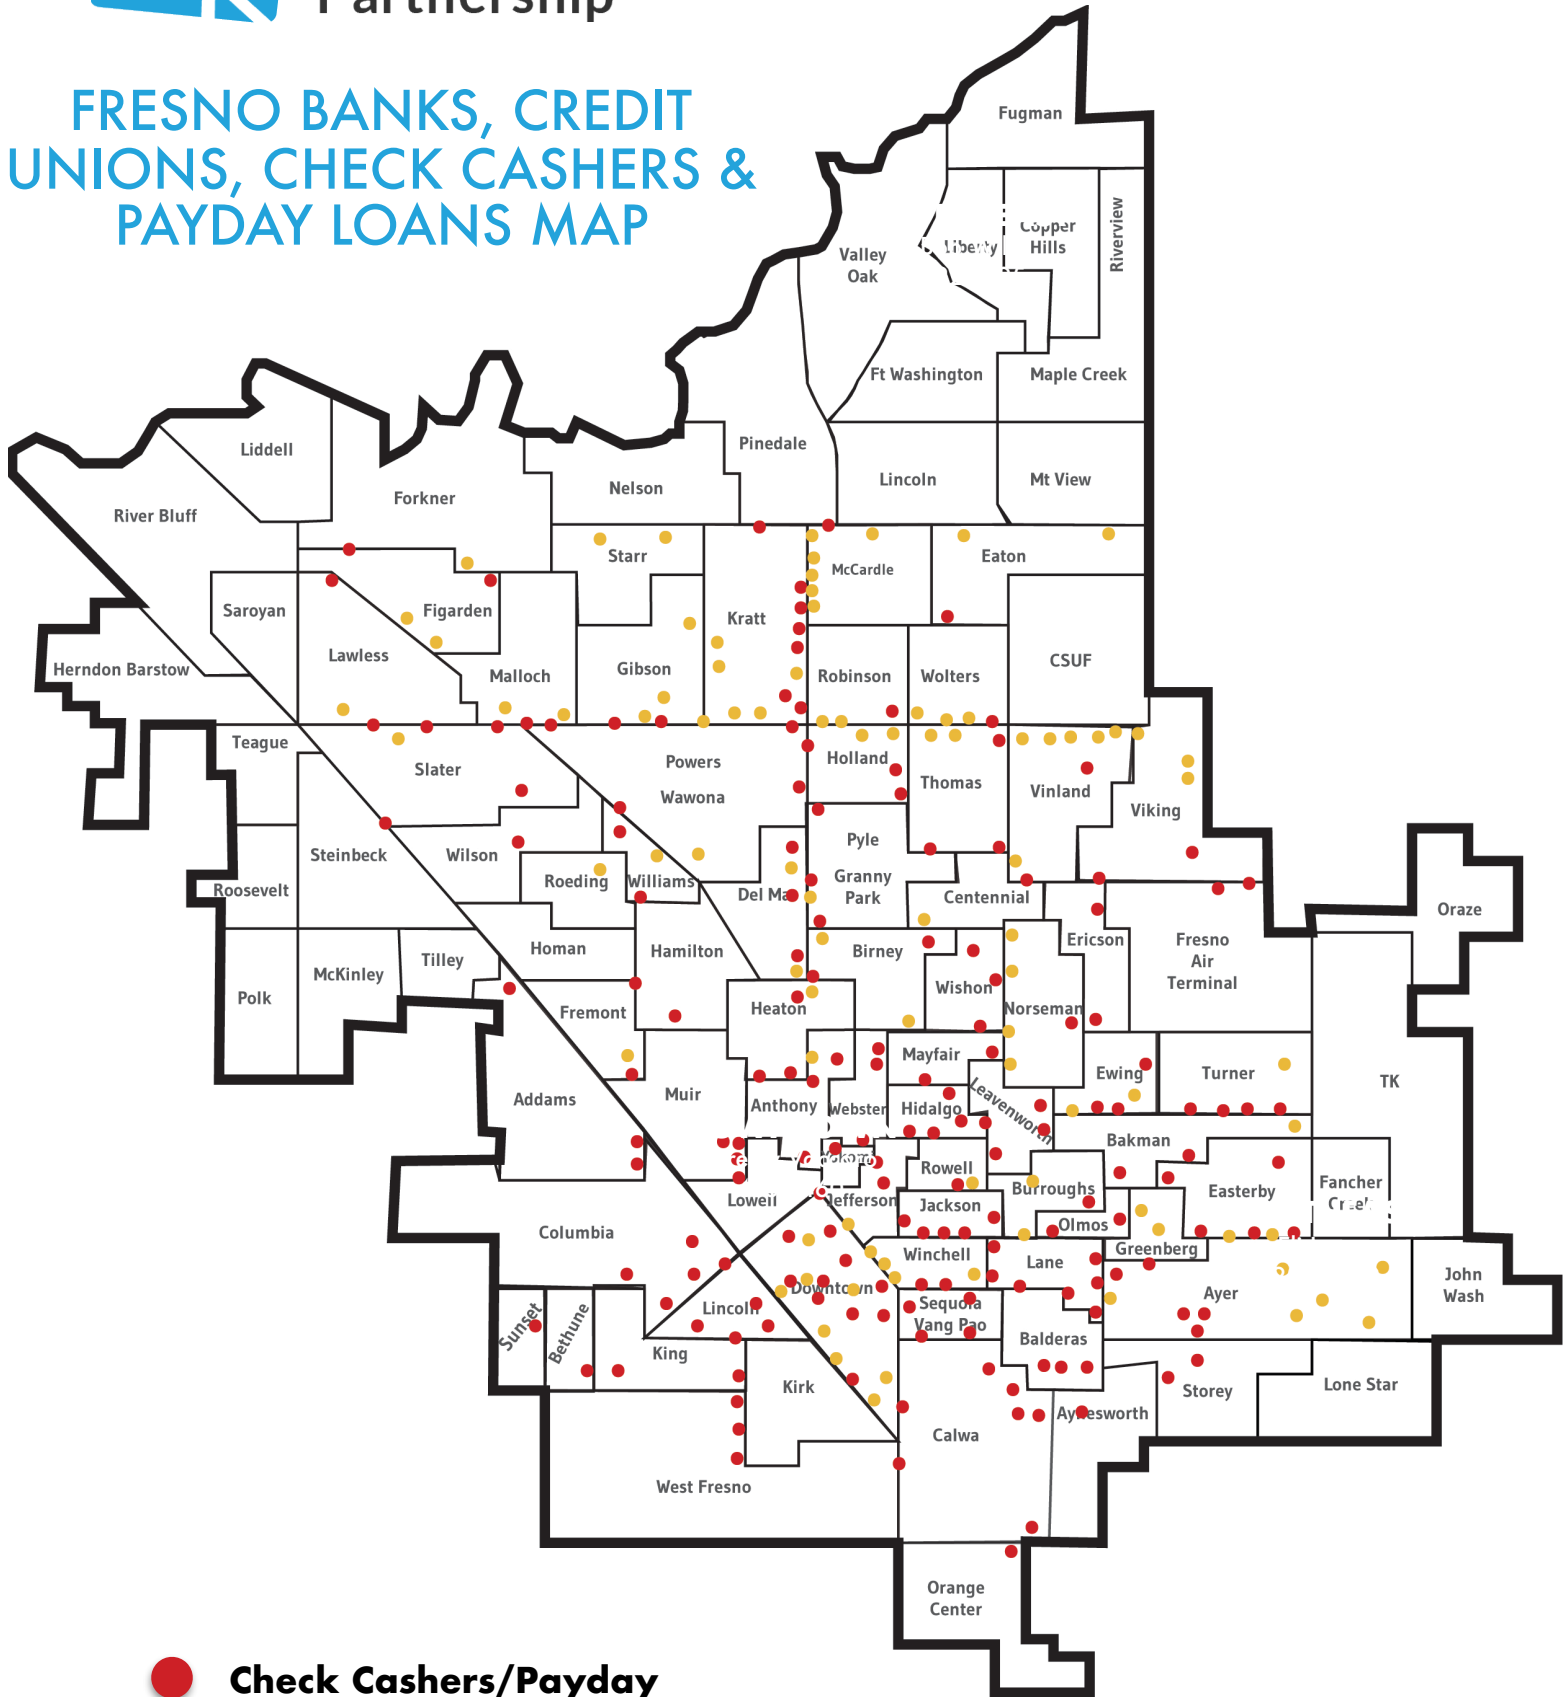 Partnership
FRESNO BANKS, CREDIT
UNIONS, CHECK CASHERS &
PAYDAY LOANS MAP
Fugman
Copper
Hills
Riverview
Liberty
Valley
Oak
Ft Washington
Maple Creek
Pinedale
Liddell
Lincoln
Mt View
Nelson
Forkner
River Bluff
Starr
Eaton
McCardle
Saroyan
Figarden
Kratt
Lawless
CSUF
Herndon Barstow
Gibson
Malloch
Robinson
Wolters
Teague
Powers
Wawona
Holland
Slater
Thomas
Vinland
Viking
Pyle
Steinbeck
Wilson
Granny
Park
Roeding
Williams
Roosevelt
Del Mar
Centennial
Oraze
Ericson
Fresno
Air
Terminal
Homan
Hamilton
Birney
Tilley
McKinley
Wishon
Polk
Fremont
Heaton
Norseman
Mayfair
Ewing
Turner
TK
Muir
Addams
Anthony
Webster
Hidalgo
Leavenworth
Bakman
Rowell
Burroughs
Easterby
Fancher
Creek
Lowell
Jefferson
Jackson
Olmos
Columbia
Winchell
Greenberg
Lane
Downtown
Ayer
John
Wash
Lincoln
Sequoia
Vang Pao
Sunset
Bethune
Balderas
King
Kirk
Storey
Lone Star
Aynesworth
Calwa
West Fresno
Orange
Center
Check Cashers/Payday